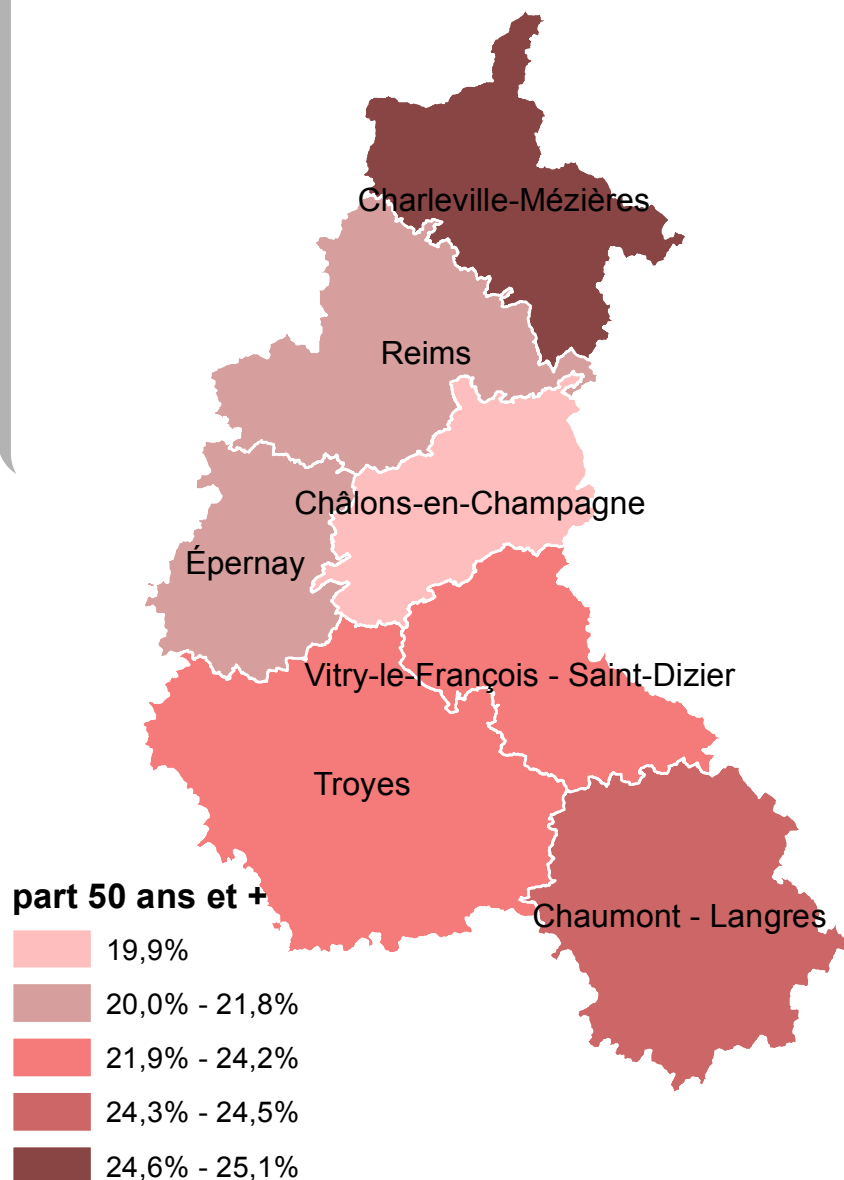 Charleville-Mézières
Reims
Châlons-en-Champagne
Épernay
Vitry-le-François - Saint-Dizier
Troyes
Chaumont - Langres
part 50 ans et +
19,9%
20,0% - 21,8%
21,9% - 24,2%
24,3% - 24,5%
24,6% - 25,1%